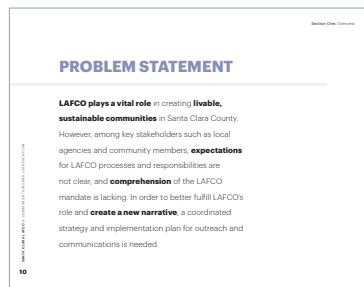 Section One: Overview
PROBLEM STATEMENT
LAFCO plays a vital role in creating livable,
sustainable communities in Santa Clara County.
However, among key stakeholders such as local
agencies and community members, expectations
for LAFCO processes and responsibilities are
not clear, and comprehension of the LAFCO
mandate is lacking. In order to better fulfill LAFCO's
role and create a new narrative, a coordinated
strategy and implementation plan for outreach and
communications is needed.
10